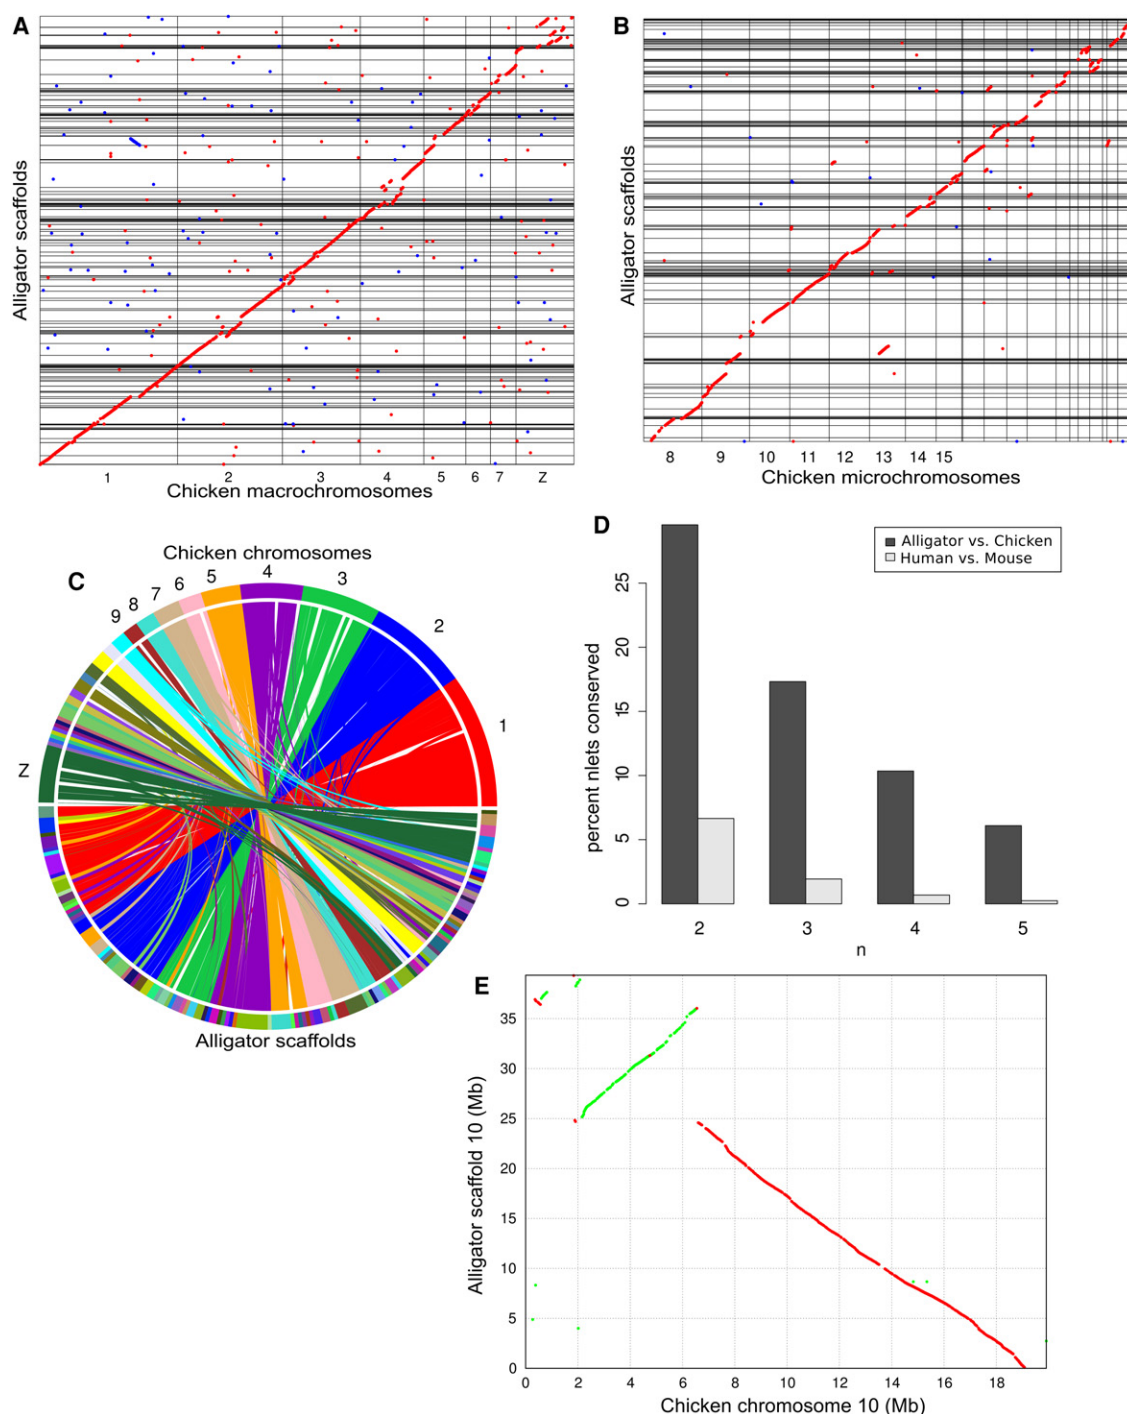 A
Alligator scaffolds
1 2 3 4 5 6 7 Z
Chicken macrochromosomes
B
Alligator scaffolds
8 9 10 11 12 13 14 15
Chicken microchromosomes
C
Chicken chromosomes
9 8 7 6 5 4 3 2 1
Z
Alligator scaffolds
D
Alligator vs. Chicken
Human vs. Mouse
percent nlets conserved
25
20
15
10
5
0
2 3 4 5
n
E
Alligator scaffold 10 (Mb)
35
30
25
20
15
10
5
0
0 2 4 6 8 10 12 14 16 18
Chicken chromosome 10 (Mb)